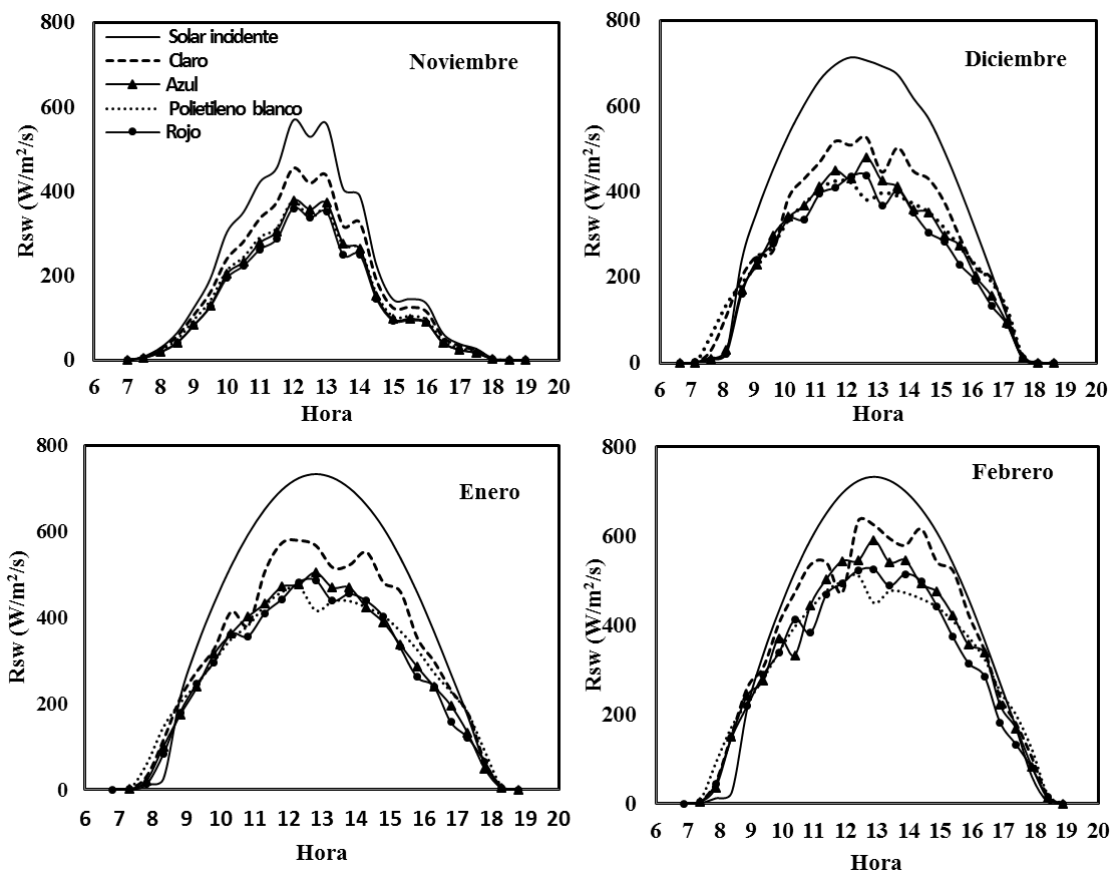 800
600
400
200
0
Rsw (W/m²/s)
Solar incidente
Claro
Azul
Polietileno blanco
Rojo
Noviembre
6 7 8 9 10 11 12 13 14 15 16 17 18 19 20
Hora
800
600
400
200
0
Rsw (W/m²/s)
Diciembre
6 7 8 9 10 11 12 13 14 15 16 17 18 19 20
Hora
800
600
400
200
0
Rsw (W/m²/s)
Enero
6 7 8 9 10 11 12 13 14 15 16 17 18 19 20
Hora
800
600
400
200
0
Rsw (W/m²/s)
Febrero
6 7 8 9 10 11 12 13 14 15 16 17 18 19 20
Hora